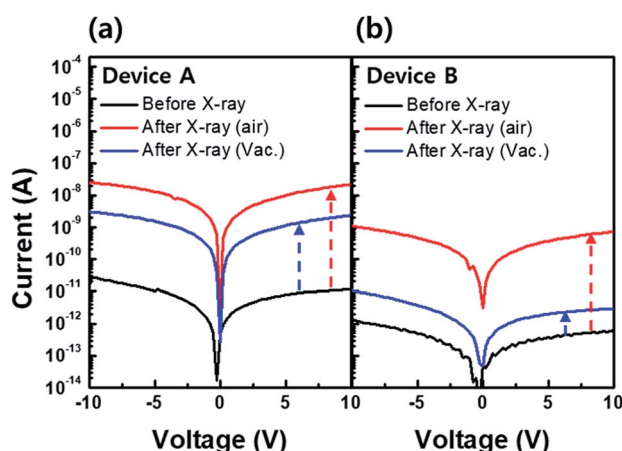 (a)
(b)
Current (A)
10⁻⁴
10⁻⁵
10⁻⁶
10⁻⁷
10⁻⁸
10⁻⁹
10⁻¹⁰
10⁻¹¹
10⁻¹²
10⁻¹³
10⁻¹⁴
Device A
Before X-ray
After X-ray (air)
After X-ray (Vac.)
Device B
Before X-ray
After X-ray (air)
After X-ray (Vac.)
-10 -5 0 5 10
-5 0 5 10
Voltage (V)
Voltage (V)